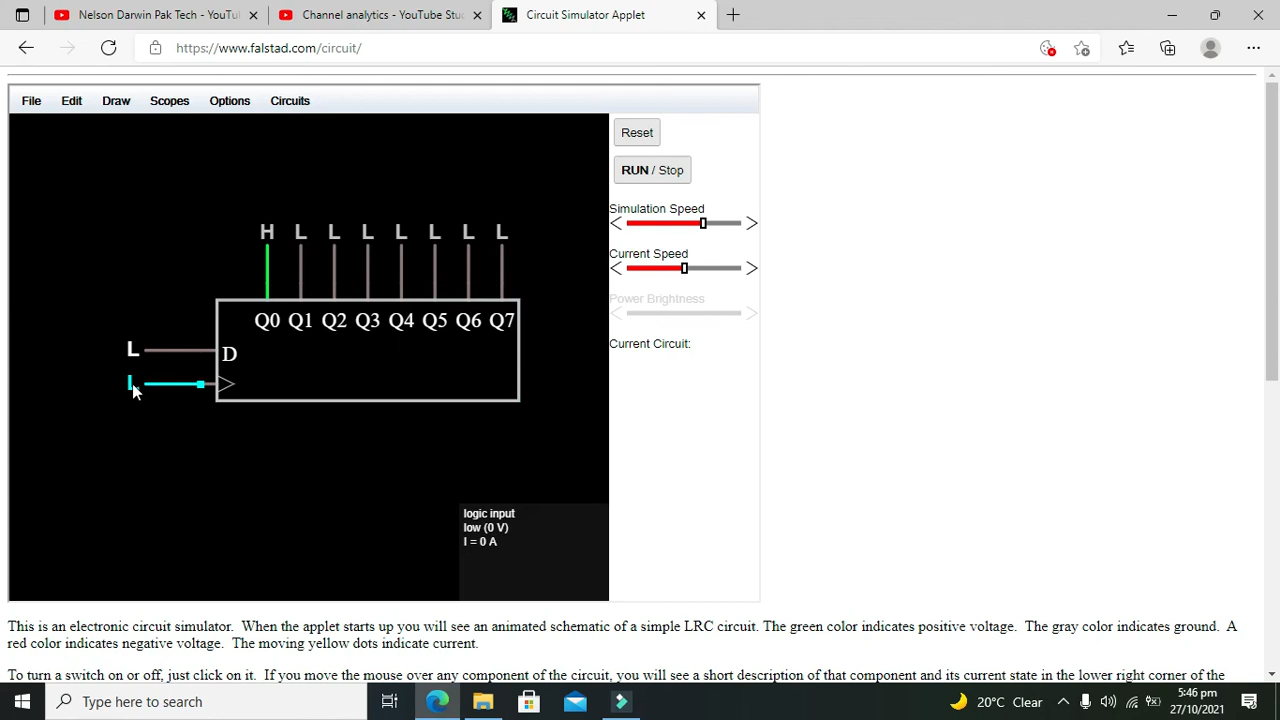 Nelson Darwin Pak Tech - YouTu
Channel analytics - YouTube Stu
Circuit Simulator Applet
https://www.falstad.com/circuit/
File Edit Draw Scopes Options Circuits
Reset
RUN / Stop
Simulation Speed
Current Speed
Power Brightness
Current Circuit:
H L L L L L L L
Q0 Q1 Q2 Q3 Q4 Q5 Q6 Q7
L D
L
logic input
low (0 V)
I = 0 A
This is an electronic circuit simulator. When the applet starts up you will see an animated schematic of a simple LRC circuit. The green color indicates positive voltage. The gray color indicates ground. A
red color indicates negative voltage. The moving yellow dots indicate current.
To turn a switch on or off, just click on it. If you move the mouse over any component of the circuit, you will see a short description of that component and its current state in the lower right corner of the
Type here to search
20°C Clear
5:46 pm
27/10/2021